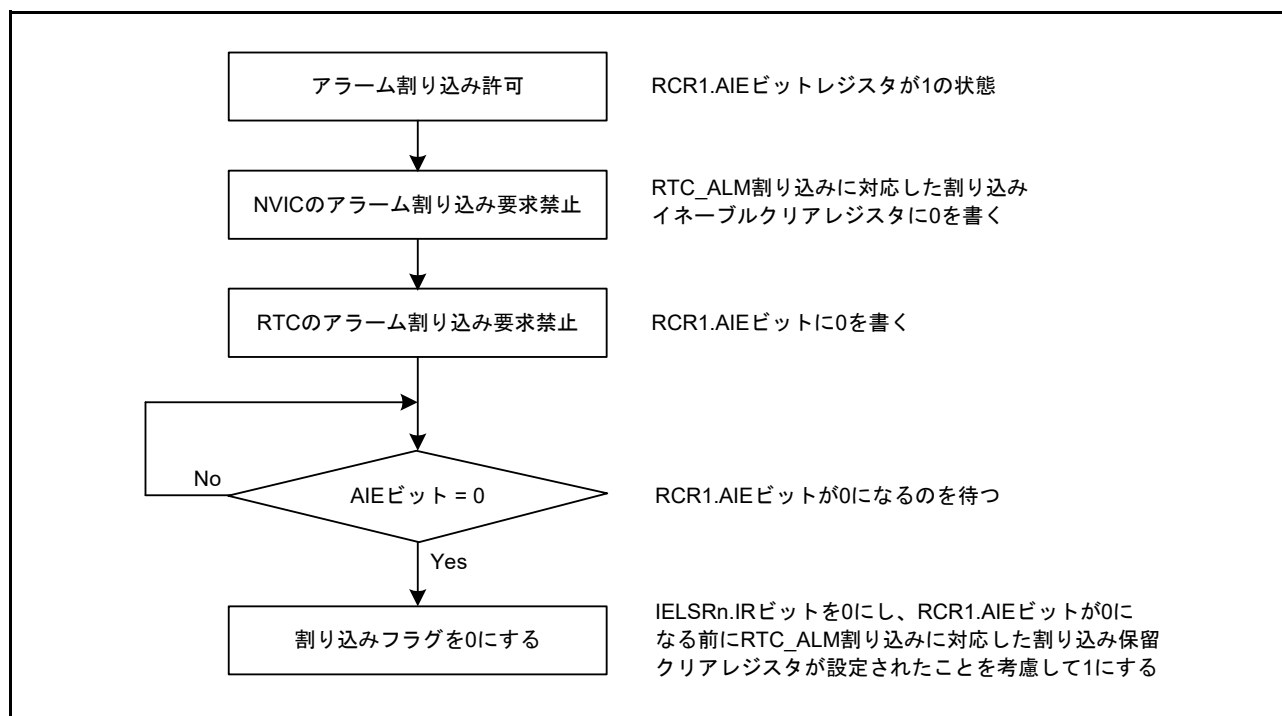 アラーム割り込み許可
RCR1.AIEビットレジスタが1の状態
NVICのアラーム割り込み要求禁止
RTC_ALM割り込みに対応した割り込み
イネーブルクリアレジスタに0を書く
RTCのアラーム割り込み要求禁止
RCR1.AIEビットに0を書く
No
AIEビット = 0
RCR1.AIEビットが0になるのを待つ
Yes
割り込みフラグを0にする
IELSRn.IRビットを0にし、RCR1.AIEビットが0に
なる前にRTC_ALM割り込みに対応した割り込み保留
クリアレジスタが設定されたことを考慮して1にする